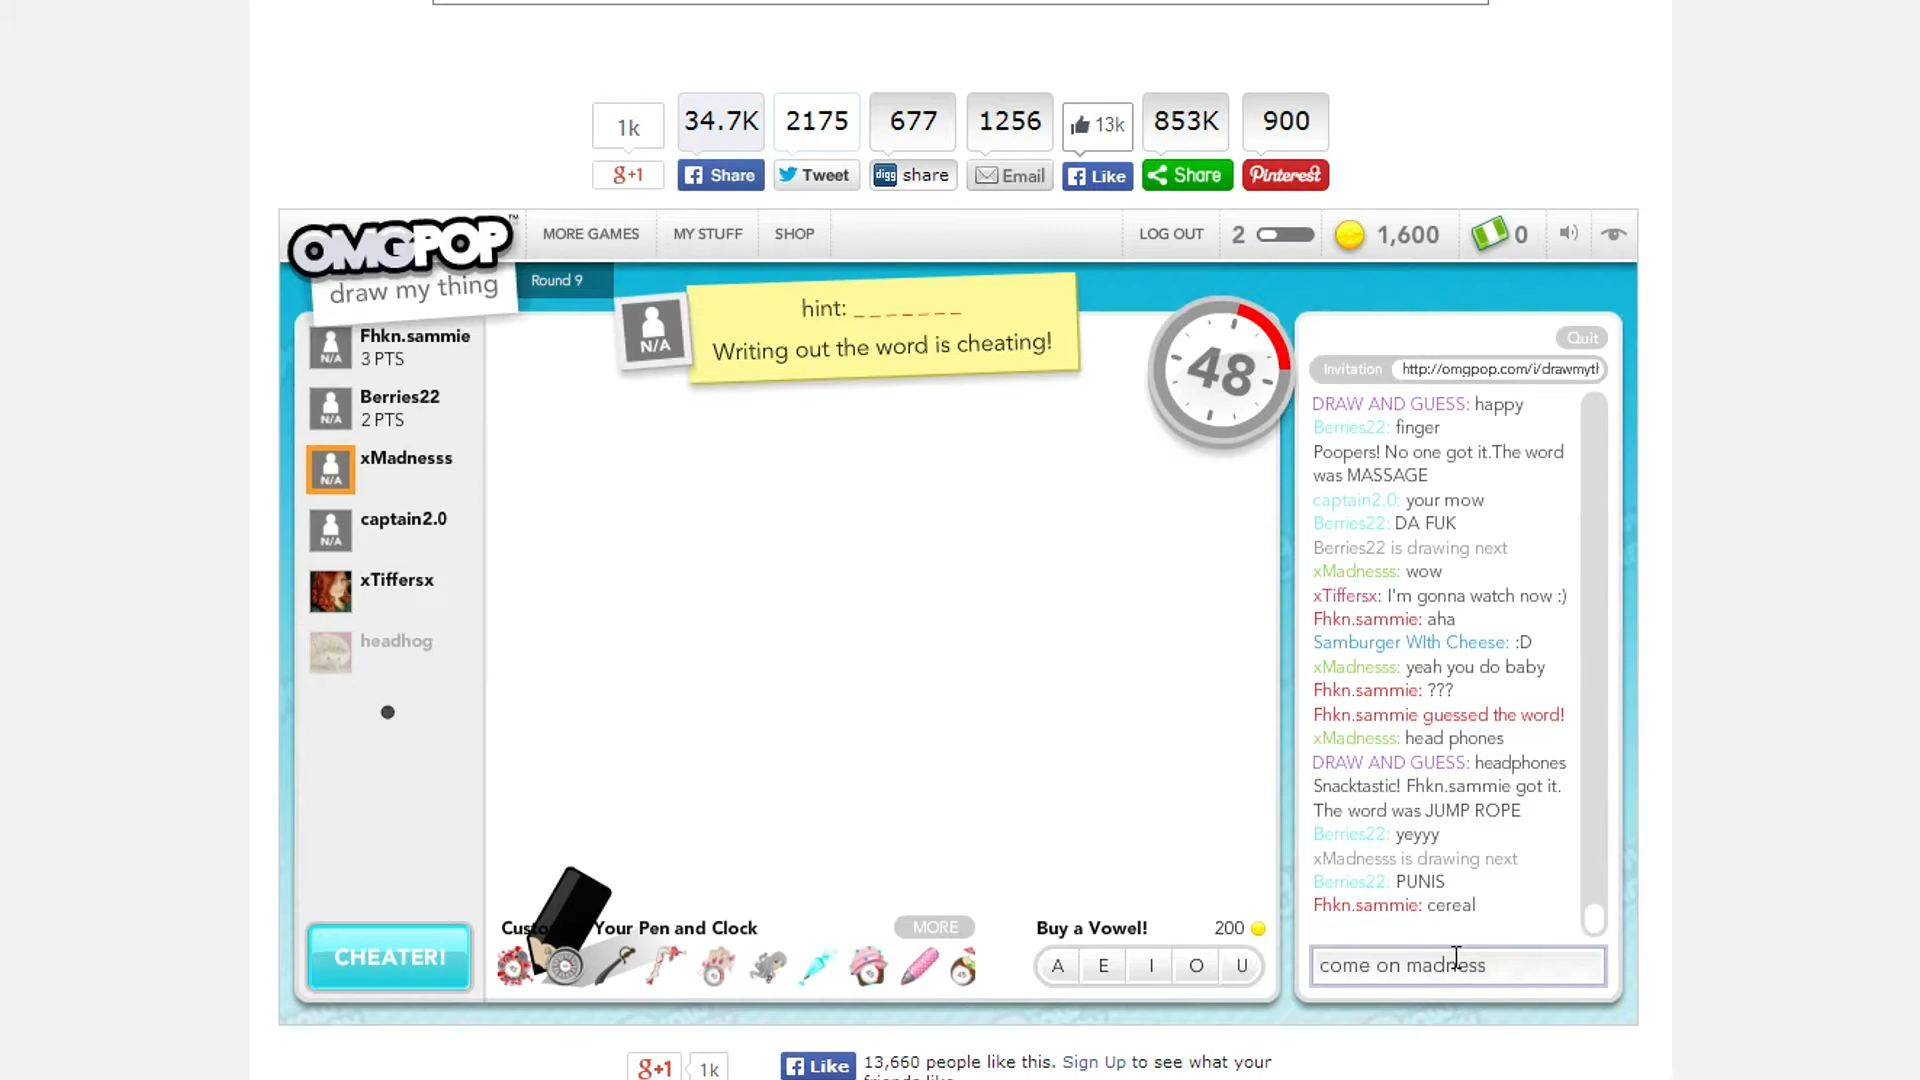 1k
34.7K
2175
677
1256
13k
853K
900
g+1
Share
Tweet
digg share
Email
Like
Share
Pinterest
OMGPOP™
draw my thing
MORE GAMES
MY STUFF
SHOP
LOG OUT
2
1,600
0
Round 9
N/A
hint: _ _ _ _ _ _ _
Writing out the word is cheating!
48
N/A
Fhkn.sammie
3 PTS
N/A
Berries22
2 PTS
N/A
xMadnesss
N/A
captain2.0
xTiffersx
headhog
CHEATER!
Your Pen and Clock
MORE
Buy a Vowel!
200
A
E
I
O
U
Quit
Invitation
http://omgpop.com/i/drawmyth
DRAW AND GUESS: happy
Berries22: finger
Poopers! No one got it.The word
was MASSAGE
captain2.0: your mow
Berries22: DA FUK
Berries22 is drawing next
xMadnesss: wow
xTiffersx: I'm gonna watch now :)
Fhkn.sammie: aha
Samburger WIth Cheese: :D
xMadnesss: yeah you do baby
Fhkn.sammie: ???
Fhkn.sammie guessed the word!
xMadnesss: head phones
DRAW AND GUESS: headphones
Snacktastic! Fhkn.sammie got it.
The word was JUMP ROPE
Berries22: yeyyy
xMadnesss is drawing next
Berries22: PUNIS
Fhkn.sammie: cereal
come on madness
g+1
1k
Like
13,660 people like this. Sign Up to see what your